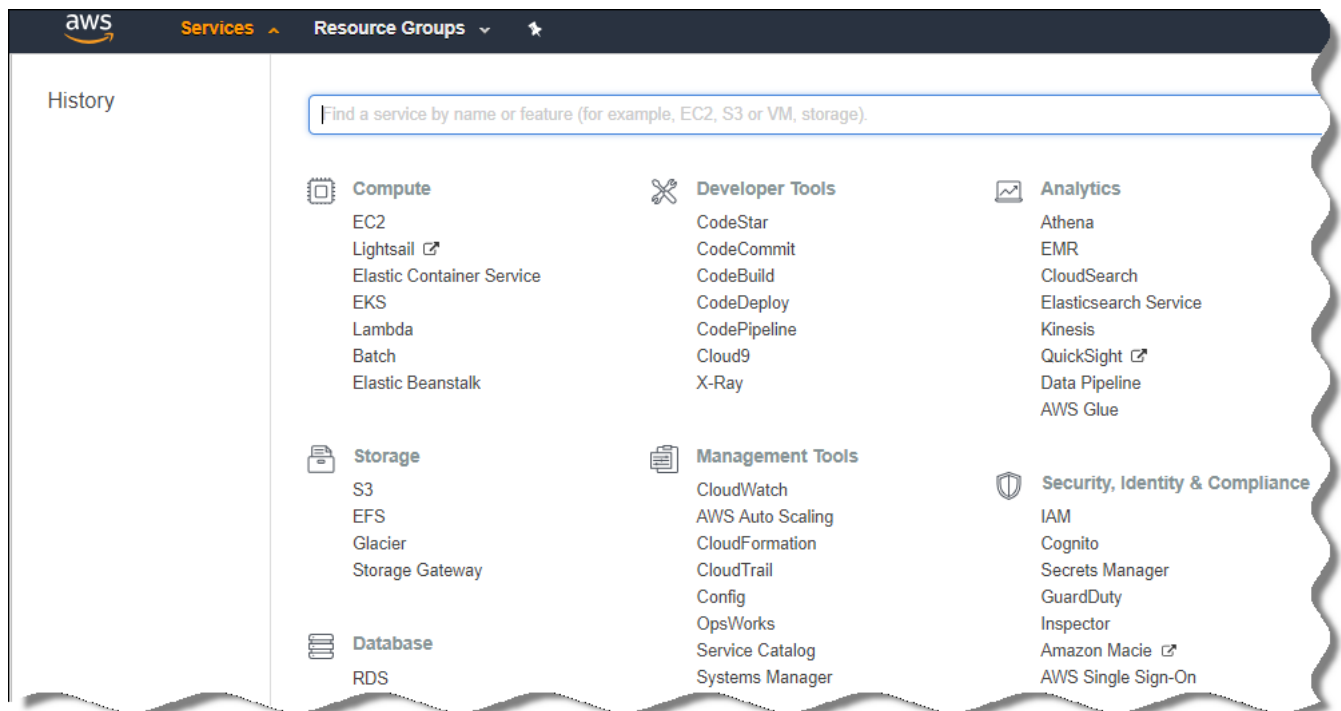 aws Services Resource Groups
History
Find a service by name or feature (for example, EC2, S3 or VM, storage).
Compute
EC2
Lightsail
Elastic Container Service
EKS
Lambda
Batch
Elastic Beanstalk
Storage
S3
EFS
Glacier
Storage Gateway
Database
RDS
Developer Tools
CodeStar
CodeCommit
CodeBuild
CodeDeploy
CodePipeline
Cloud9
X-Ray
Management Tools
CloudWatch
AWS Auto Scaling
CloudFormation
CloudTrail
Config
OpsWorks
Service Catalog
Systems Manager
Analytics
Athena
EMR
CloudSearch
Elasticsearch Service
Kinesis
QuickSight
Data Pipeline
AWS Glue
Security, Identity & Compliance
IAM
Cognito
Secrets Manager
GuardDuty
Inspector
Amazon Macie
AWS Single Sign-On